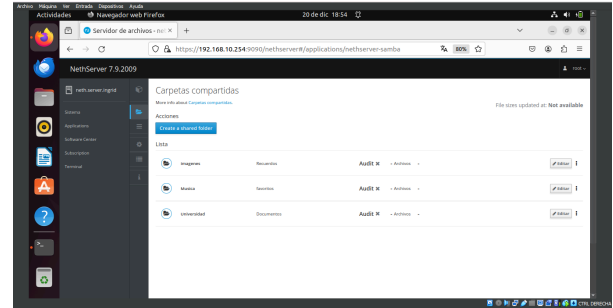 Archivo Máquina Ver Entrada Dispositivos Ayuda
Actividades Navegador web Firefox 20 de dic 18:54
Servidor de archivos - net × +
https://192.168.10.254:9090/nethserver#/applications/nethserver-samba 80%
NethServer 7.9.2009 root
neth.server.ingrid
Sistema
Applications
Software Center
Subscription
Terminal
Carpetas compartidas
More info about Carpetas compartidas.
File sizes updated at: Not available
Acciones
Create a shared folder
Lista
imagenes Recuerdos Audit × - Archivos - Editar
Musica favoritos Audit × - Archivos - Editar
universidad Documentos Audit × - Archivos - Editar
CTRL DERECHA